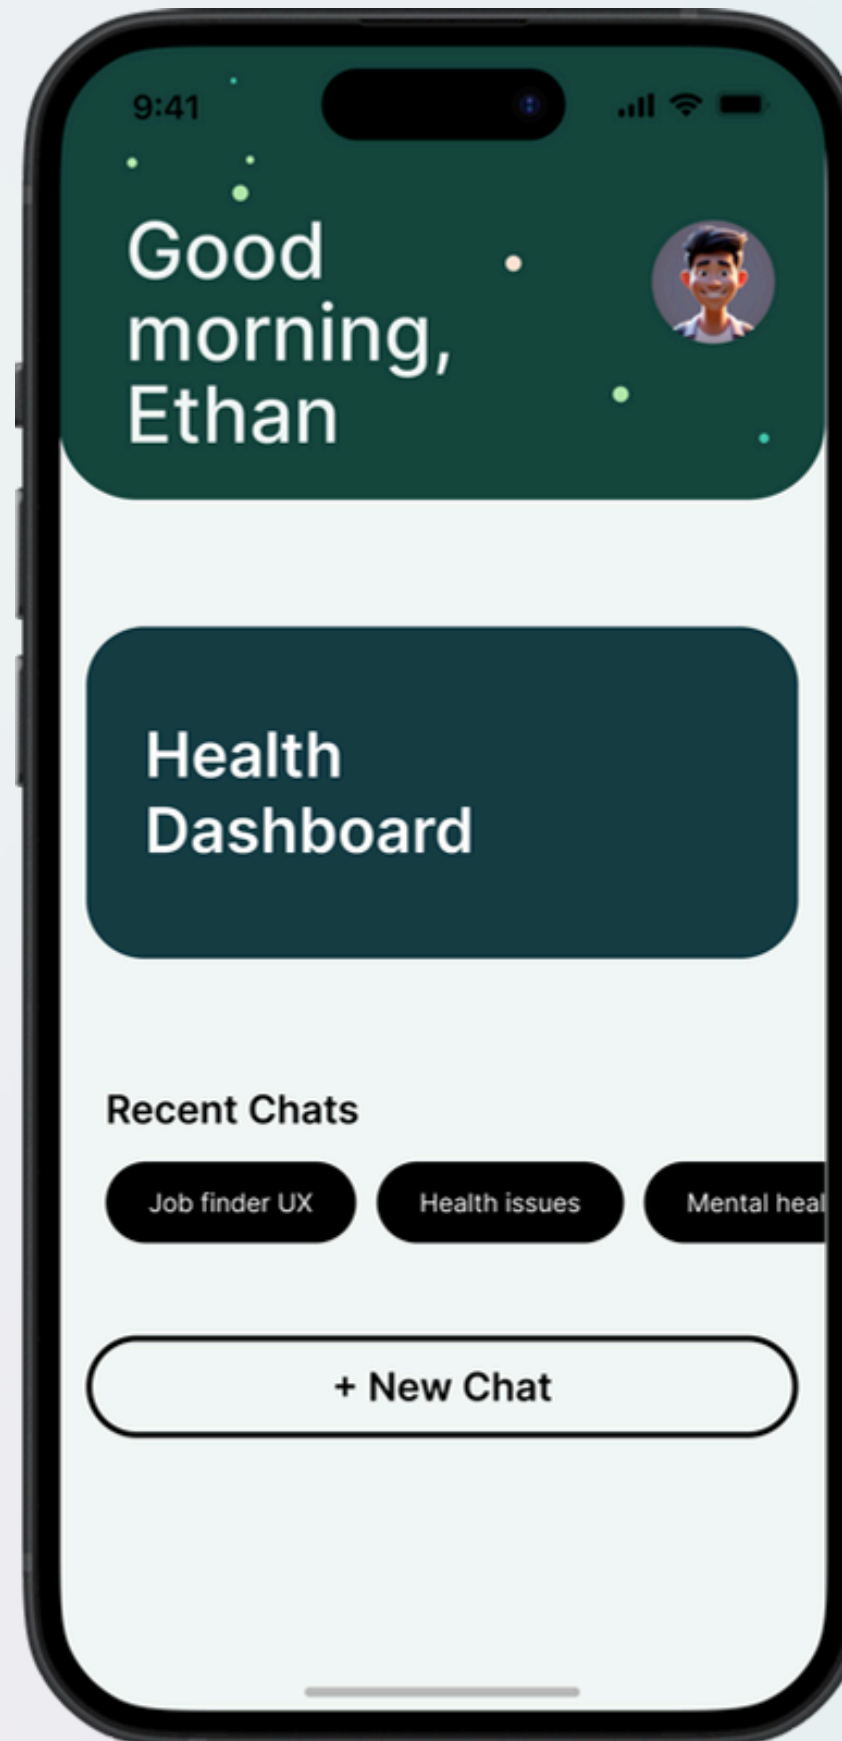 9:41
Good
morning,
Ethan
Health
Dashboard
Recent Chats
Job finder UX
Health issues
Mental heal
+ New Chat